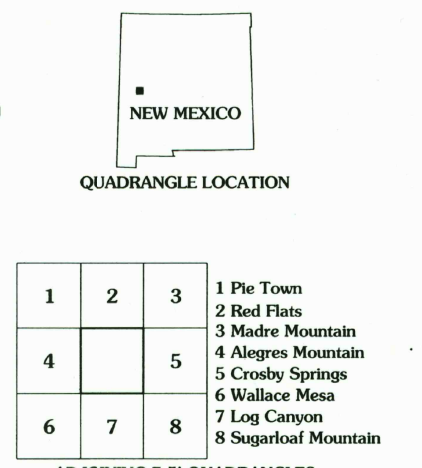 NEW MEXICO
QUADRANGLE LOCATION
1 2 3
4 5
6 7 8
1 Pie Town
2 Red Flats
3 Madre Mountain
4 Alegres Mountain
5 Crosby Springs
6 Wallace Mesa
7 Log Canyon
8 Sugarloaf Mountain